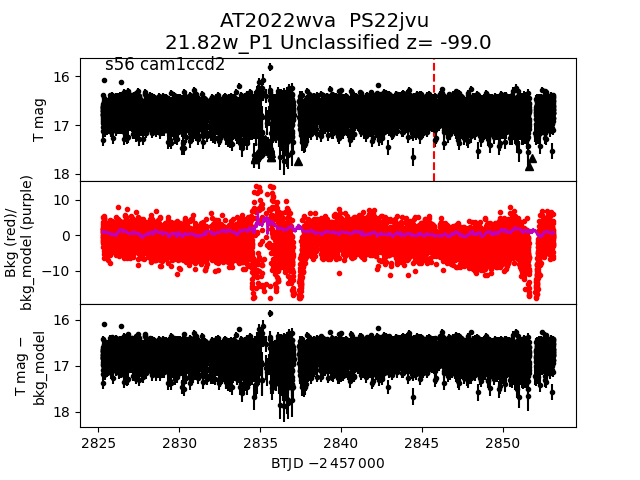 AT2022wva  PS22jvu
21.82w_P1 Unclassified z= -99.0
s56 cam1ccd2
16
17
18
T mag
10
0
−10
Bkg (red)/
bkg_model (purple)
16
17
18
T mag −
bkg_model
2825 2830 2835 2840 2845 2850
BTJD −2 457 000